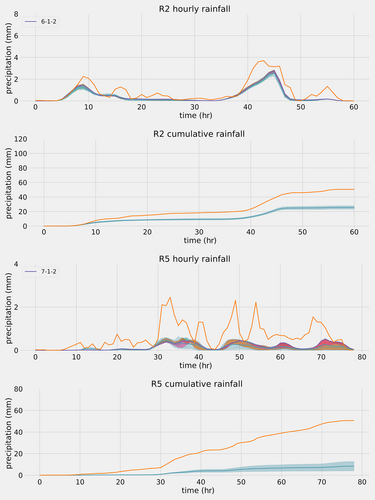 R2 hourly rainfall
8
6
4
2
0
precipitation (mm)
6-1-2
0 10 20 30 40 50 60
time (hr)
R2 cumulative rainfall
120
100
80
60
40
20
0
precipitation (mm)
0 10 20 30 40 50 60
time (hr)
R5 hourly rainfall
4
2
0
precipitation (mm)
7-1-2
0 10 20 30 40 50 60 70 80
time (hr)
R5 cumulative rainfall
80
60
40
20
0
precipitation (mm)
0 10 20 30 40 50 60 70 80
time (hr)